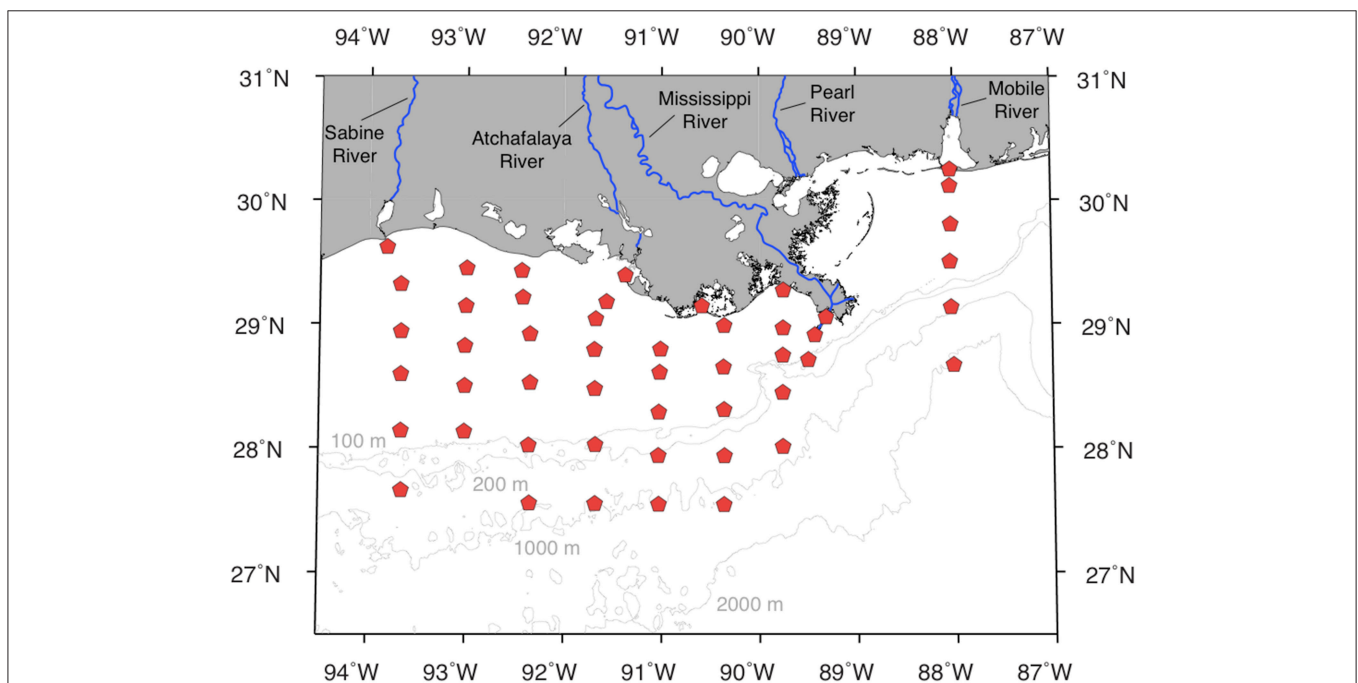 94˚W 93˚W 92˚W 91˚W 90˚W 89˚W 88˚W 87˚W
31˚N 31˚N
Sabine
River
Atchafalaya
River
Mississippi
River
Pearl
River
Mobile
River
30˚N 30˚N
29˚N 29˚N
28˚N 28˚N
100 m
200 m
1000 m
27˚N 27˚N
2000 m
94˚W 93˚W 92˚W 91˚W 90˚W 89˚W 88˚W 87˚W